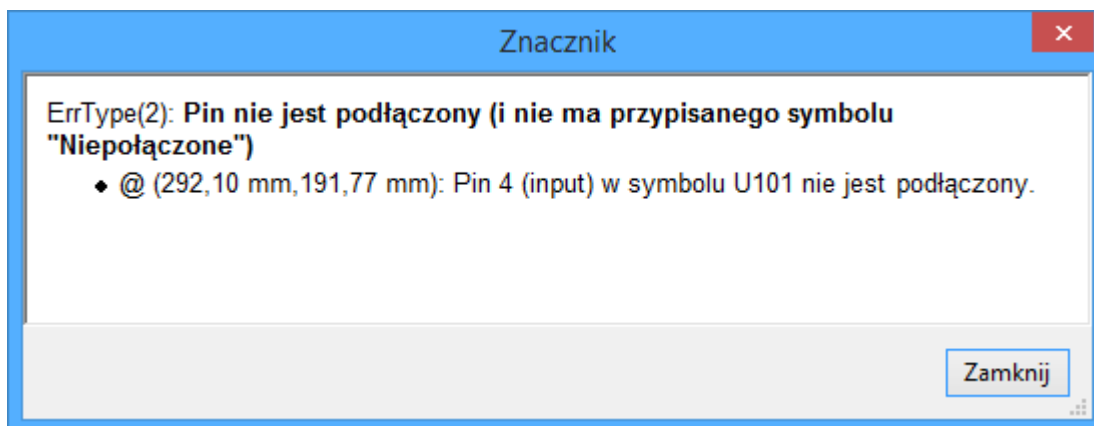 Znacznik
ErrType(2): Pin nie jest podłączony (i nie ma przypisanego symbolu
"Niepołączone")
@ (292,10 mm,191,77 mm): Pin 4 (input) w symbolu U101 nie jest podłączony.
Zamknij